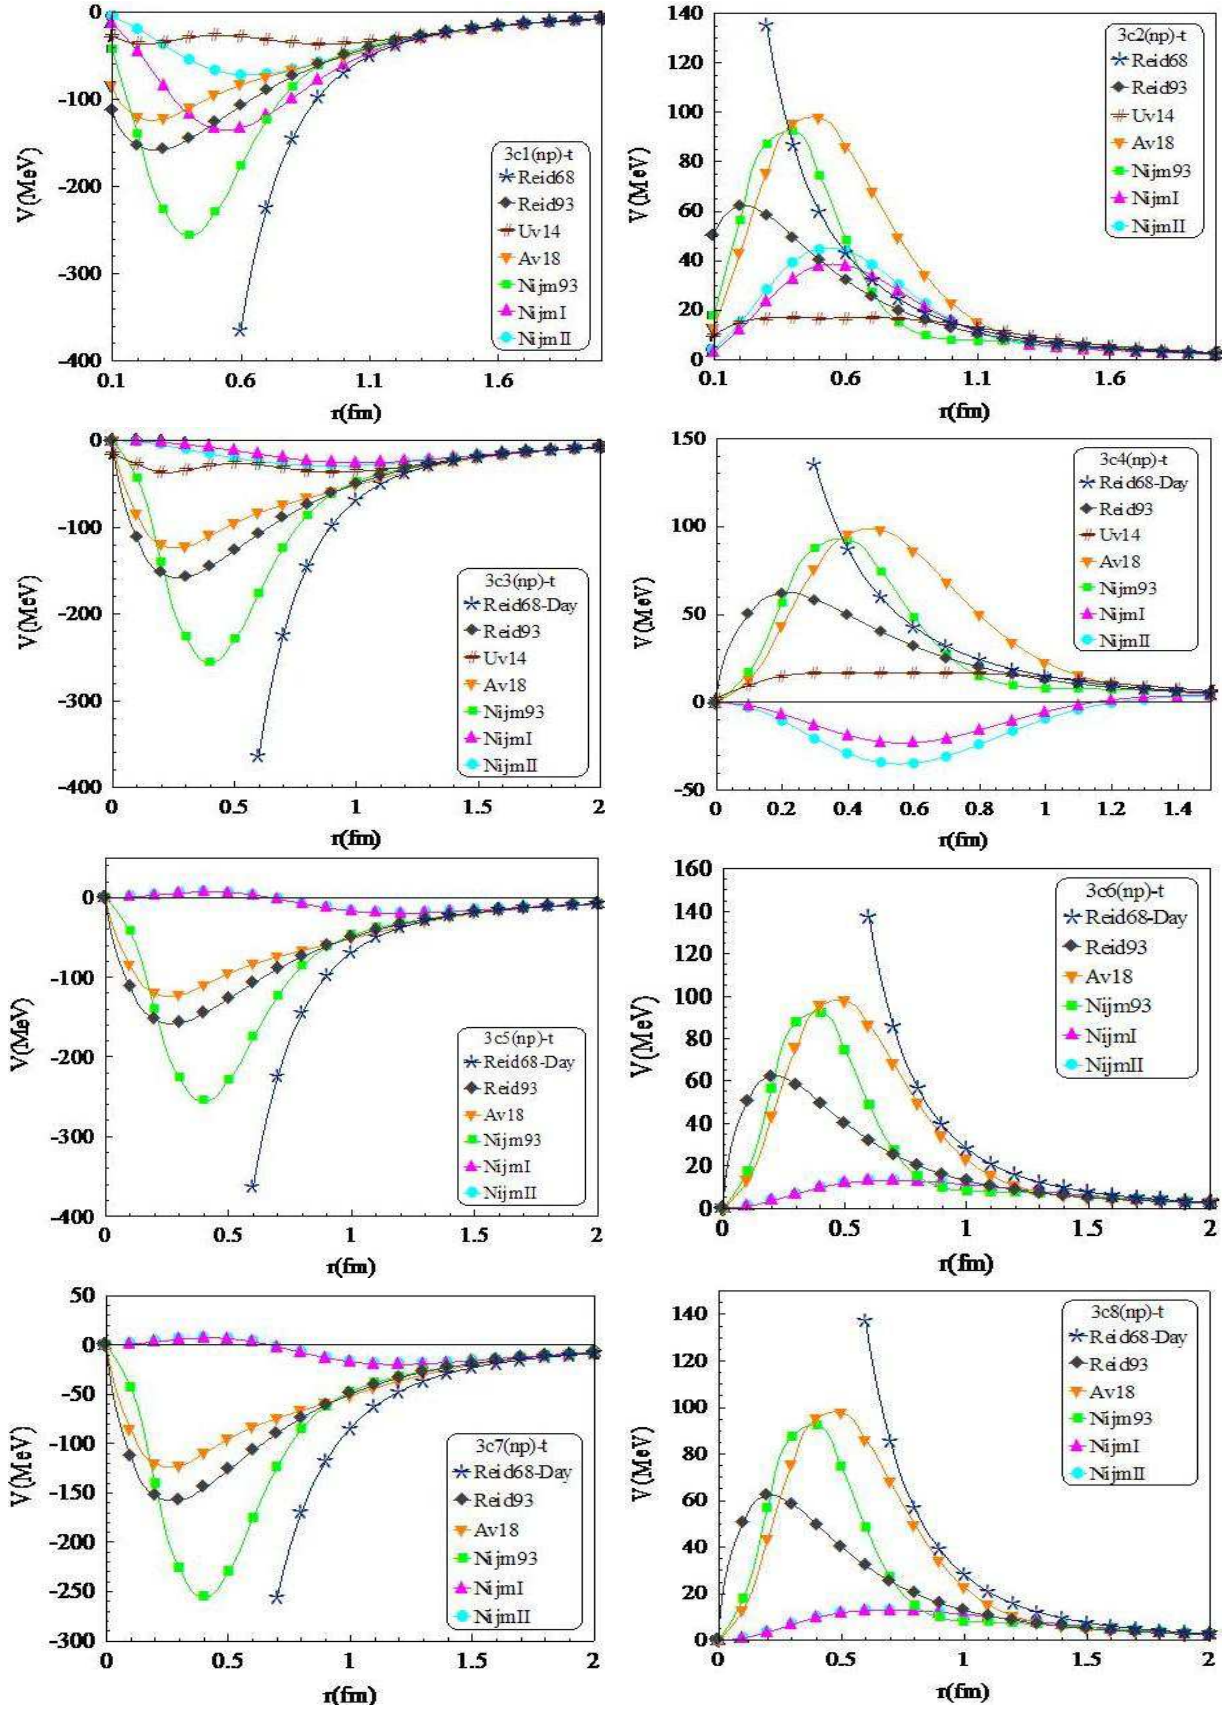 0
-100
-200
-300
-400
V(MeV)
3c1(np)-t
Reid68
Reid93
Uv14
Av18
Nijm93
NijmI
NijmII
0.1
0.6
1.1
1.6
r(fm)
140
120
100
80
60
40
20
0
V(MeV)
3c2(np)-t
Reid68
Reid93
Uv14
Av18
Nijm93
NijmI
NijmII
0.1
0.6
1.1
1.6
r(fm)
0
-100
-200
-300
-400
V(MeV)
3c3(np)-t
Reid68-Day
Reid93
Uv14
Av18
Nijm93
NijmI
NijmII
0
0.5
1
1.5
2
r(fm)
150
100
50
0
-50
V(MeV)
3c4(np)-t
Reid68-Day
Reid93
Uv14
Av18
Nijm93
NijmI
NijmII
0
0.2
0.4
0.6
0.8
1
1.2
1.4
r(fm)
0
-100
-200
-300
-400
V(MeV)
3c5(np)-t
Reid68-Day
Reid93
Av18
Nijm93
NijmI
NijmII
0
0.5
1
1.5
2
r(fm)
160
140
120
100
80
60
40
20
0
V(MeV)
3c6(np)-t
Reid68-Day
Reid93
Av18
Nijm93
NijmI
NijmII
0
0.5
1
1.5
2
r(fm)
50
0
-50
-100
-150
-200
-250
-300
V(MeV)
3c7(np)-t
Reid68-Day
Reid93
Av18
Nijm93
NijmI
NijmII
0
0.5
1
1.5
2
r(fm)
140
120
100
80
60
40
20
0
V(MeV)
3c8(np)-t
Reid68-Day
Reid93
Av18
Nijm93
NijmI
NijmII
0
0.5
1
1.5
2
r(fm)